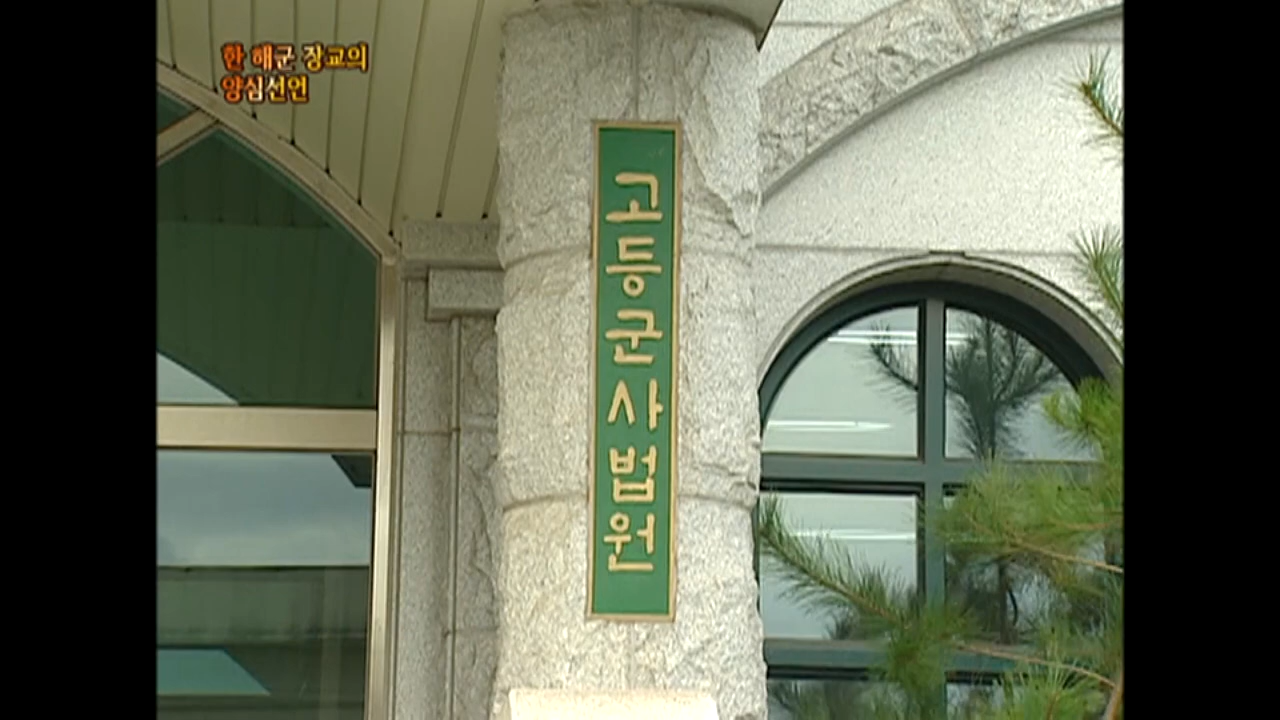 한 해군 장교의
양심선언
고등군사법원